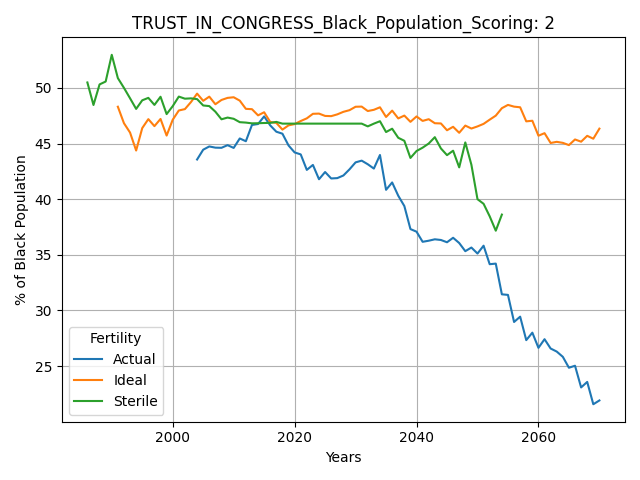 TRUST_IN_CONGRESS_Black_Population_Scoring: 2
% of Black Population
50
45
40
35
30
25
Fertility
Actual
Ideal
Sterile
2000 2020 2040 2060
Years